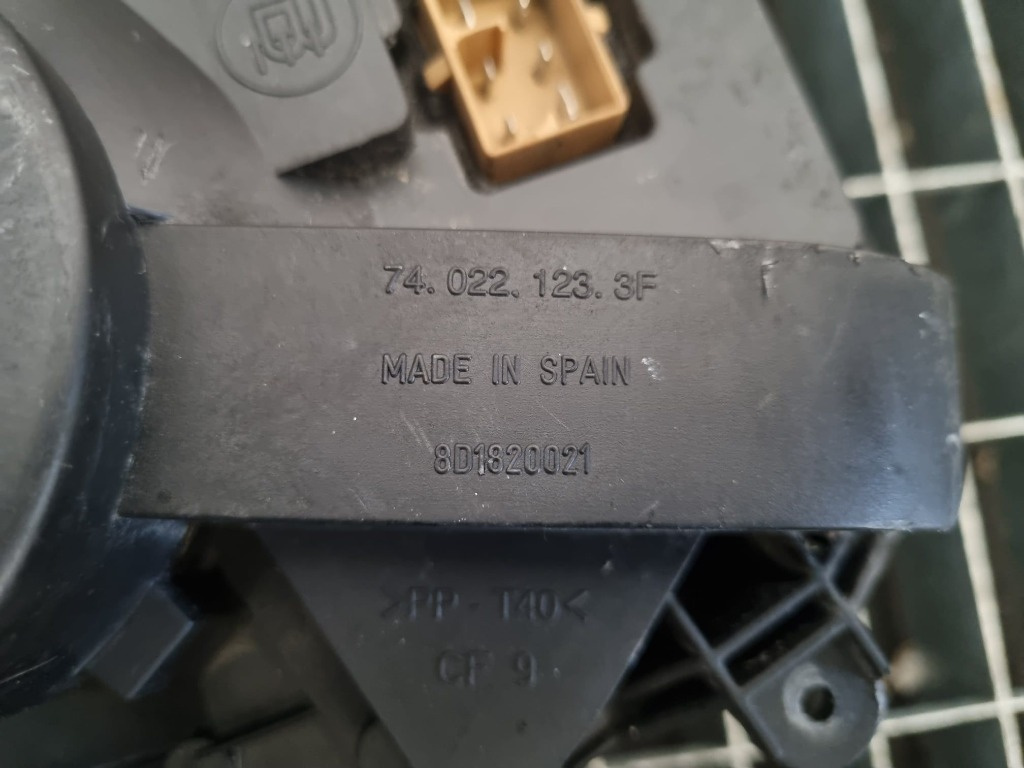 74. 022. 123. 3F
MADE IN SPAIN
8D1820021
>PP - T40<
CF 9